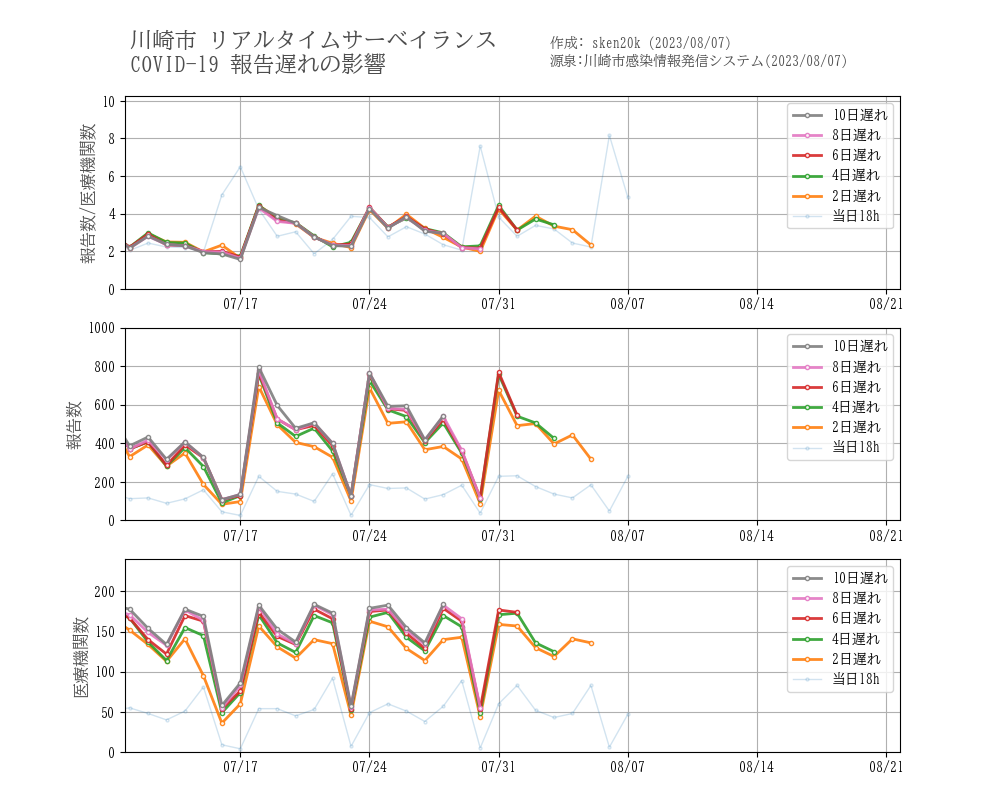 川崎市 リアルタイムサーベイランス
COVID-19 報告遅れの影響
作成: sken20k (2023/08/07)
源泉:川崎市感染情報発信システム(2023/08/07)
報告数/医療機関数
10
8
6
4
2
0
10日遅れ
8日遅れ
6日遅れ
4日遅れ
2日遅れ
当日18h
07/17 07/24 07/31 08/07 08/14 08/21
報告数
1000
800
600
400
200
0
10日遅れ
8日遅れ
6日遅れ
4日遅れ
2日遅れ
当日18h
07/17 07/24 07/31 08/07 08/14 08/21
医療機関数
200
150
100
50
0
10日遅れ
8日遅れ
6日遅れ
4日遅れ
2日遅れ
当日18h
07/17 07/24 07/31 08/07 08/14 08/21